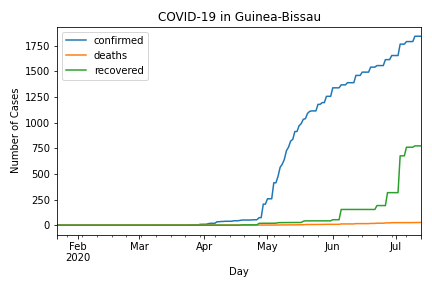 COVID-19 in Guinea-Bissau
confirmed
deaths
recovered
Number of Cases
1750
1500
1250
1000
750
500
250
0
Feb
2020
Mar
Apr
May
Jun
Jul
Day